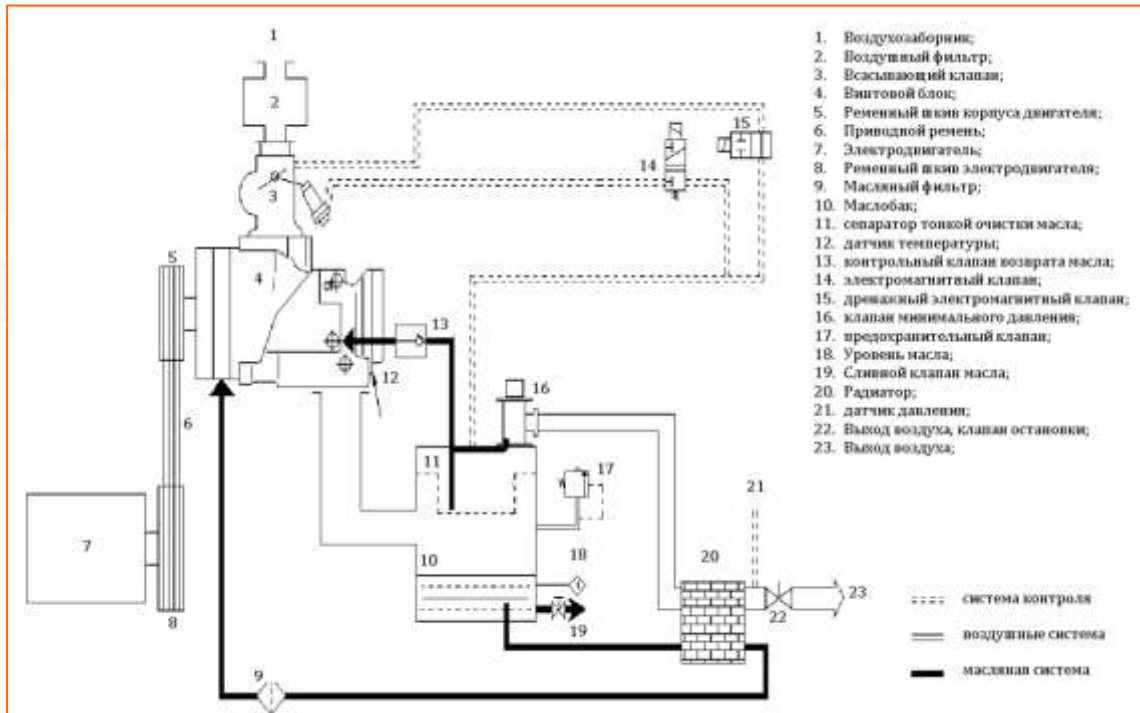 1. Воздухозаборник;
2. Воздушный фильтр;
3. Всасывающий клапан;
4. Винтовой блок;
5. Ременный шкив корпуса двигателя;
6. Приводной ремень;
7. Электродвигатель;
8. Ременный шкив электродвигателя;
9. Масляный фильтр;
10. Маслобак;
11. сепаратор тонкой очистки масла;
12. датчик температуры;
13. контрольный клапан возврата масла;
14. электромагнитный клапан;
15. дренажный электромагнитный клапан;
16. клапан минимального давления;
17. предохранительный клапан;
18. Уровень масла;
19. Сливной клапан масла;
20. Радиатор;
21. датчик давления;
22. Выход воздуха, клапан остановки;
23. Выход воздуха;
1
2
15
14
3
5
4
13
12
16
6
11
17
21
7
10
18
20
23
22
8
19
9
система контроля
воздушные система
масляная система